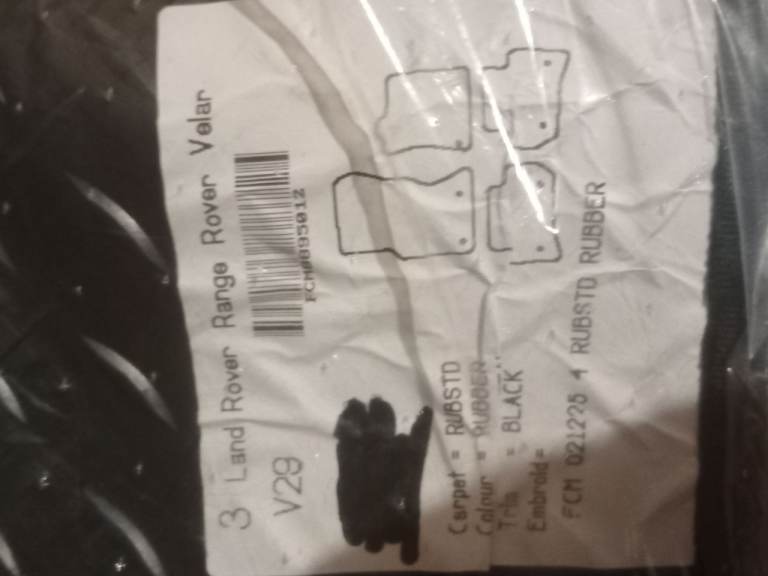 3 Land Rover Range Rover Velar
FCM0095012
V29
Carpet = RUBSTD
Colour = RUBBER
Trim = BLACK
Embroid=
FCM 021225 4 RUBSTD RUBBER